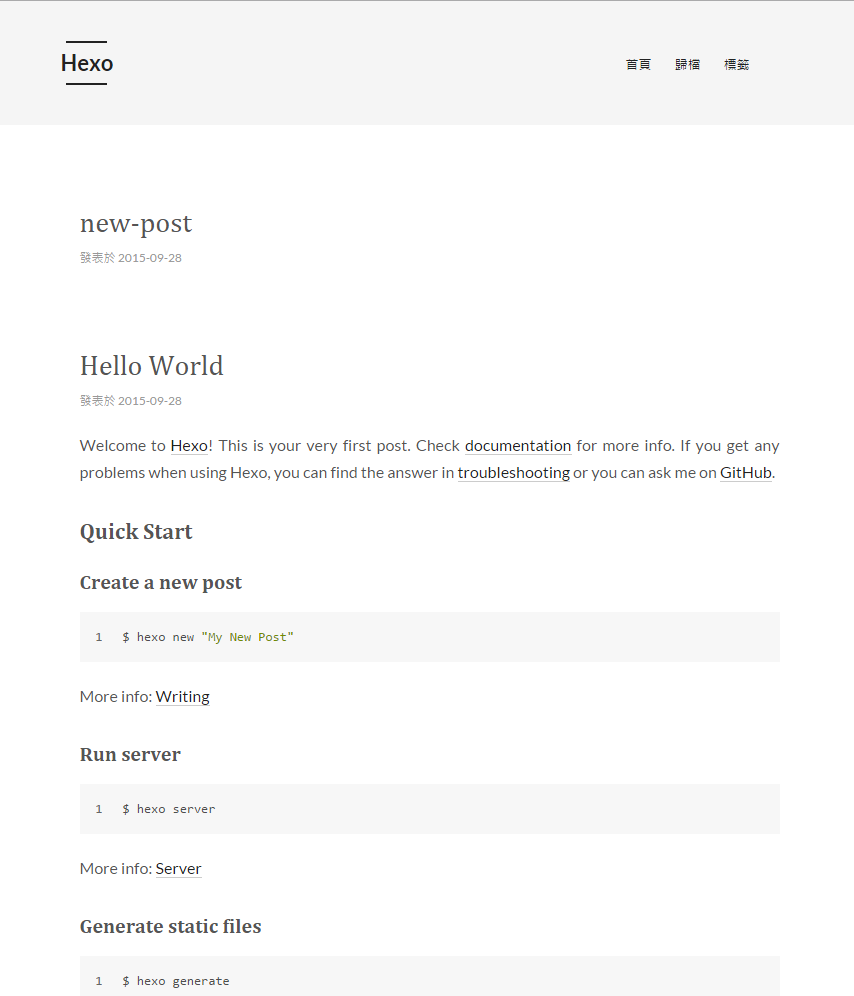 Hexo
首頁 歸檔 標籤
new-post
發表於 2015-09-28
Hello World
發表於 2015-09-28
Welcome to Hexo! This is your very first post. Check documentation for more info. If you get any
problems when using Hexo, you can find the answer in troubleshooting or you can ask me on GitHub.
Quick Start
Create a new post
1 $ hexo new "My New Post"
More info: Writing
Run server
1 $ hexo server
More info: Server
Generate static files
1 $ hexo generate